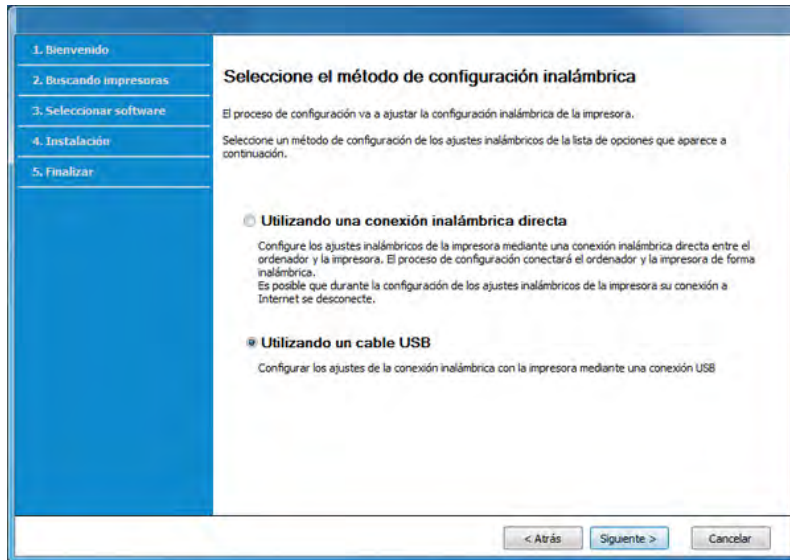 1. Bienvenido
2. Buscando impresoras
3. Seleccionar software
4. Instalación
5. Finalizar
Seleccione el método de configuración inalámbrica
El proceso de configuración va a ajustar la configuración inalámbrica de la impresora.
Seleccione un método de configuración de los ajustes inalámbricos de la lista de opciones que aparece a
continuación.
Utilizando una conexión inalámbrica directa
Configure los ajustes inalámbricos de la impresora mediante una conexión inalámbrica directa entre el
ordenador y la impresora. El proceso de configuración conectará el ordenador y la impresora de forma
inalámbrica.
Es posible que durante la configuración de los ajustes inalámbricos de la impresora su conexión a
Internet se desconecte.
Utilizando un cable USB
Configurar los ajustes de la conexión inalámbrica con la impresora mediante una conexión USB
< Atrás
Siguiente >
Cancelar